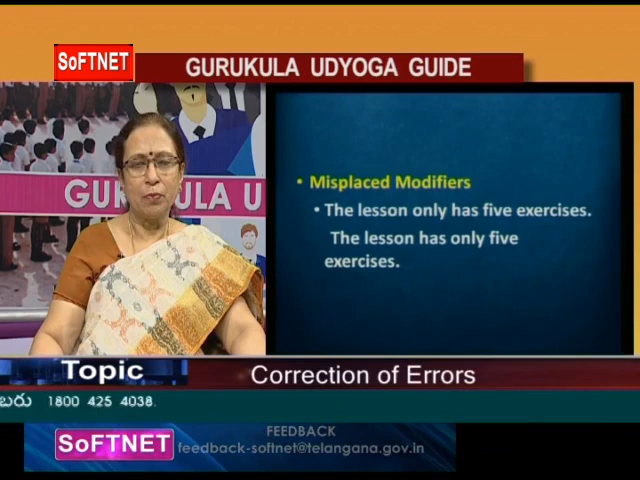 SoFTNET
GURUKULA UDYOGA GUIDE
GURUKULA U
• Misplaced Modifiers
• The lesson only has five exercises.
The lesson has only five
exercises.
Topic
Correction of Errors
బరు 1800 425 4038.
SoFTNET
FEEDBACK
feedback-softnet@telangana.gov.in